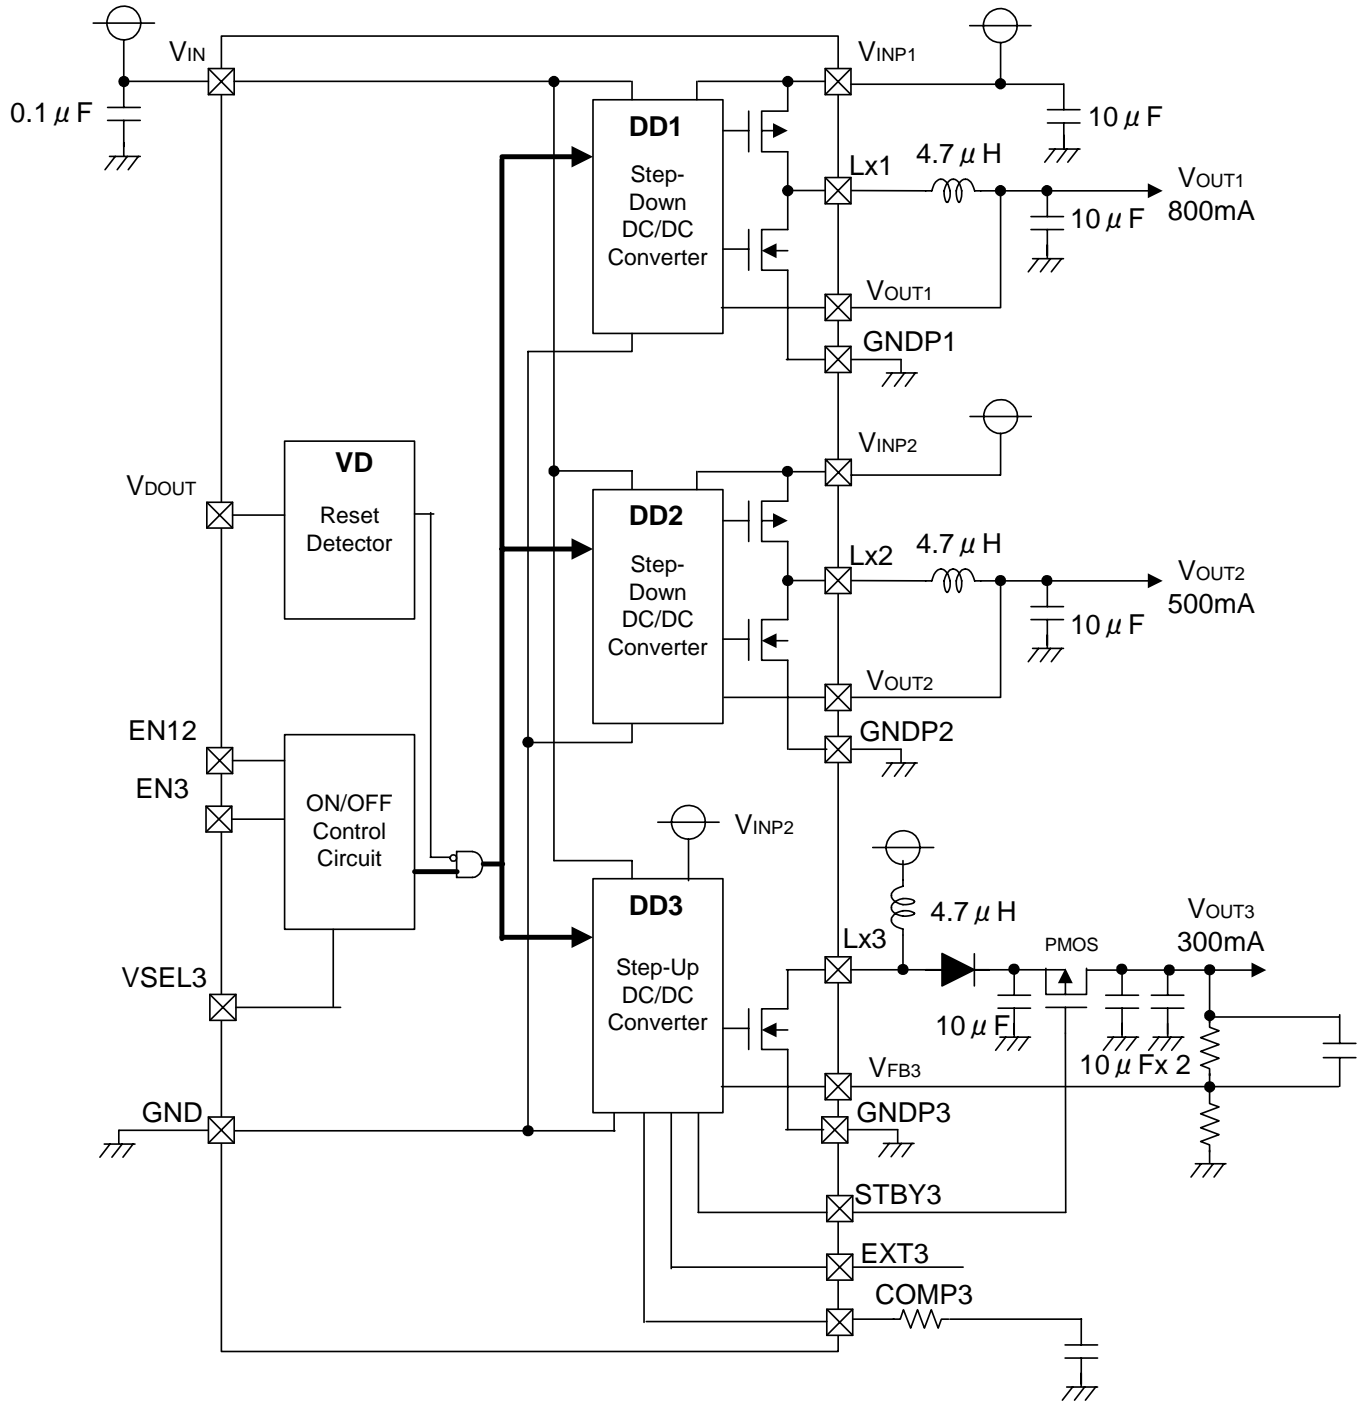 VIN
VINP1
0.1μF
DD1
Step-
Down
DC/DC
Converter
10μF
Lx1
4.7μH
VOUT1
800mA
10μF
VOUT1
GNDP1
VINP2
VD
Reset
Detector
VDOUT
DD2
Step-
Down
DC/DC
Converter
Lx2
4.7μH
VOUT2
500mA
10μF
VOUT2
GNDP2
EN12
EN3
ON/OFF
Control
Circuit
VINP2
DD3
Step-Up
DC/DC
Converter
4.7μH
Lx3
PMOS
VOUT3
300mA
VSEL3
10μF
10μFx 2
VFB3
GND
GNDP3
STBY3
EXT3
COMP3